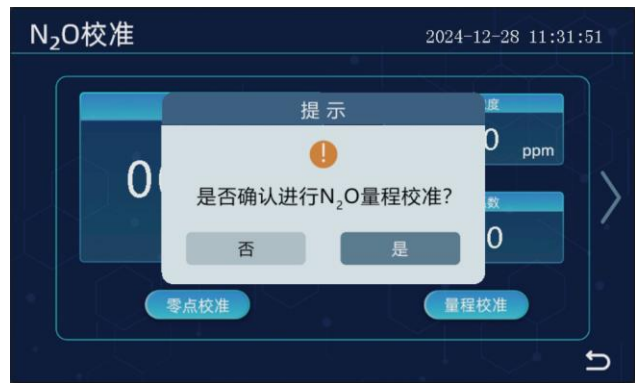 N₂O校准
2024-12-28 11:31:51
提示
是否确认进行N₂O量程校准?
否
是
度
0 ppm
数
0
0
零点校准
量程校准